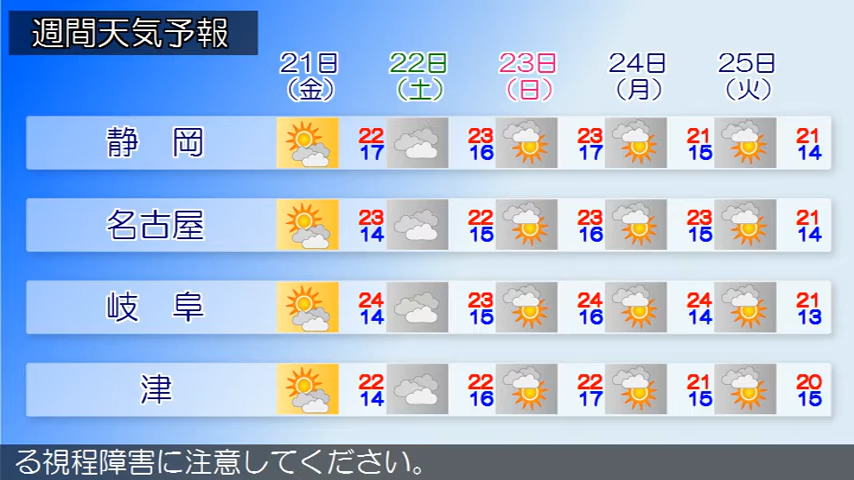 週間天気予報
21日 22日 23日 24日 25日
（金） （土） （日） （月） （火）
静 岡 22 17 23 16 23 17 21 15 21 14
名古屋 23 14 22 15 23 16 23 15 21 14
岐 阜 24 14 23 15 24 16 24 14 21 13
津 22 14 22 16 22 17 21 15 20 15
る視程障害に注意してください。